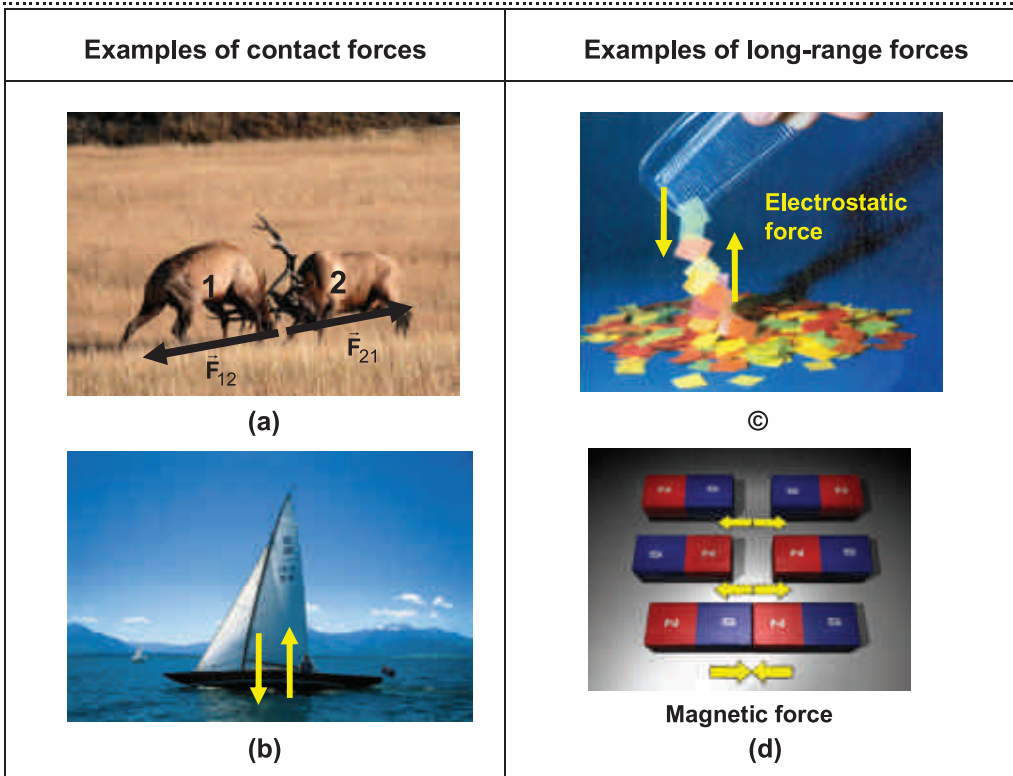 Examples of contact forces
Examples of long-range forces
1
2
F⃗12
F⃗21
(a)
Electrostatic
force
©
(b)
N S S N
S N N S
N S N S
Magnetic force
(d)